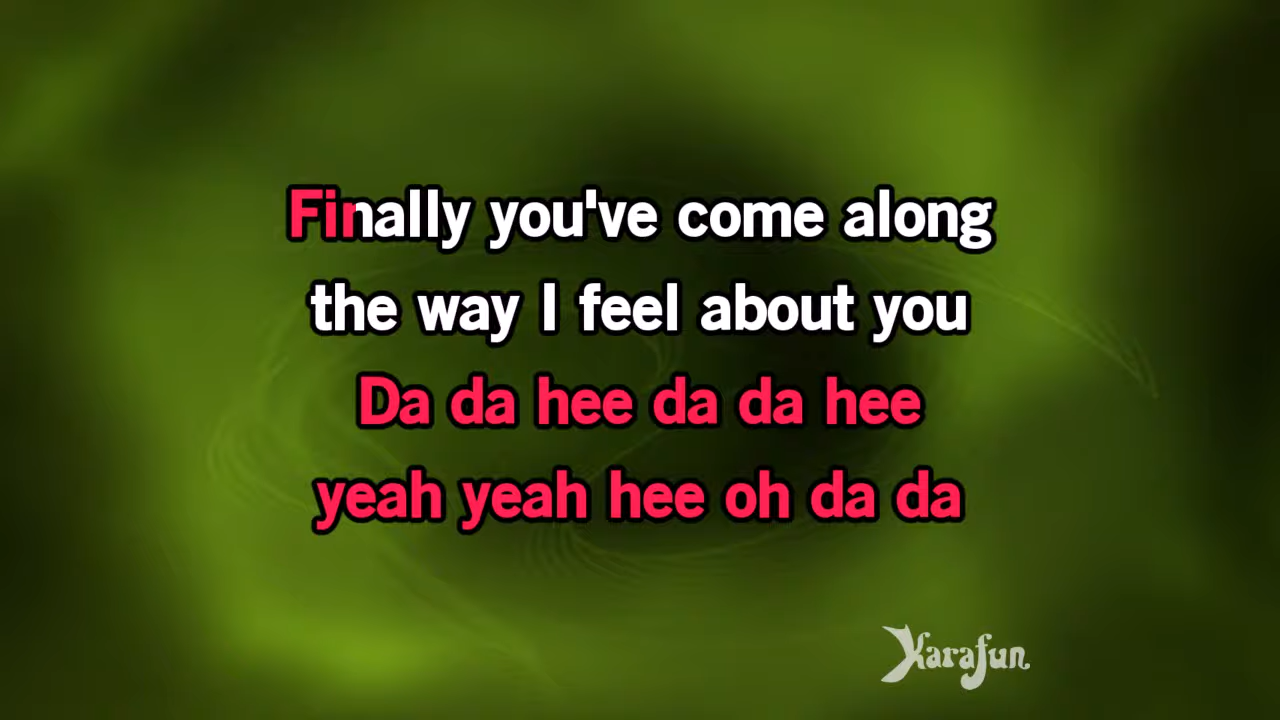 Finally you've come along
the way I feel about you
Da da hee da da hee
yeah yeah hee oh da da
Karafun